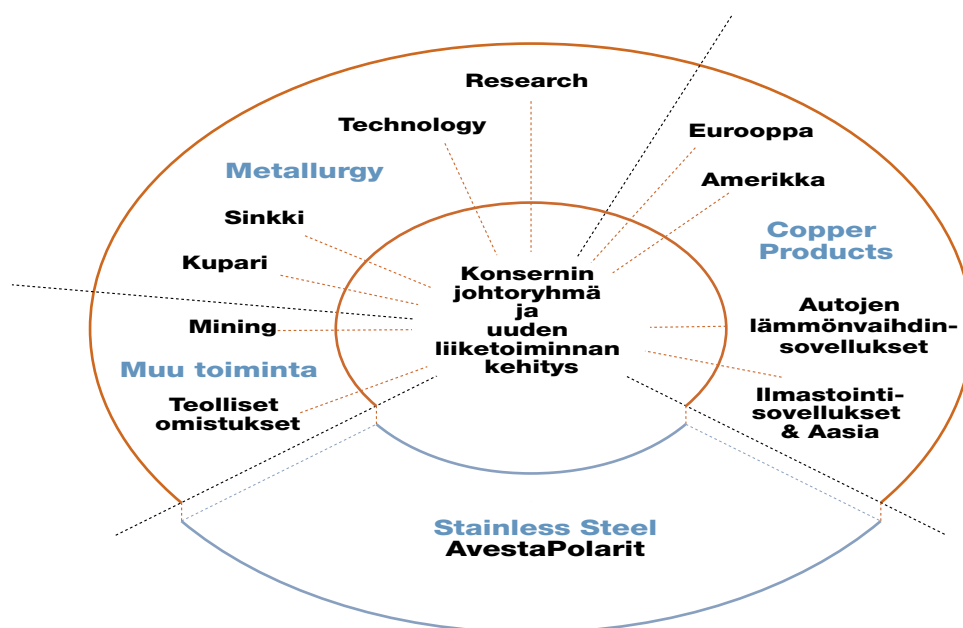 Research
Technology
Metallurgy
Sinkki
Kupari
Mining
Muu toiminta
Teolliset
omistukset
Konsernin
johtoryhmä
ja
uuden
liiketoiminnan
kehitys
Eurooppa
Amerikka
Copper
Products
Autojen
lämmönvaihdin-
sovellukset
Ilmastointi-
sovellukset
& Aasia
Stainless Steel
AvestaPolarit